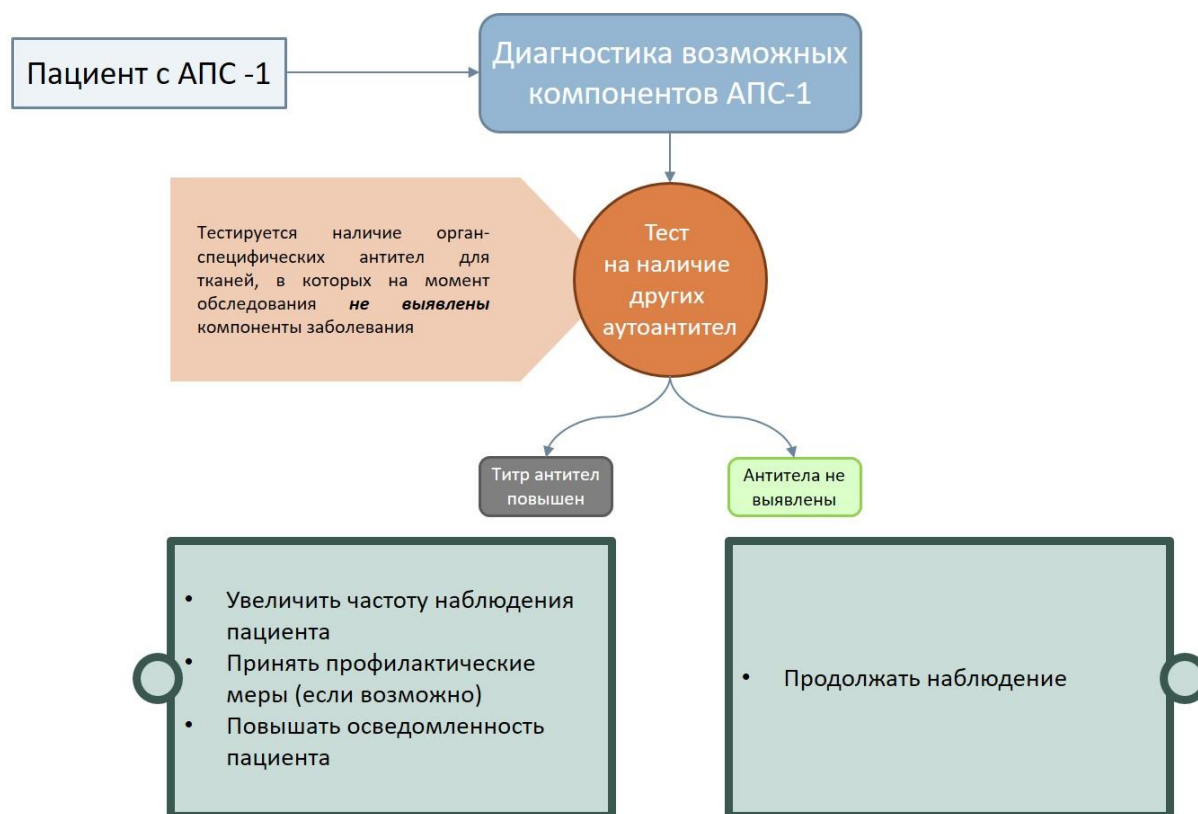 Пациент с АПС -1
Диагностика возможных
компонентов АПС-1
Тестируется наличие орган-
специфических антител для
тканей, в которых на момент
обследования не выявлены
компоненты заболевания
Тест
на наличие
других
аутоантител
Титр антител
повышен
Антитела не
выявлены
• Увеличить частоту наблюдения
пациента
• Принять профилактические
меры (если возможно)
• Повышать осведомленность
пациента
• Продолжать наблюдение